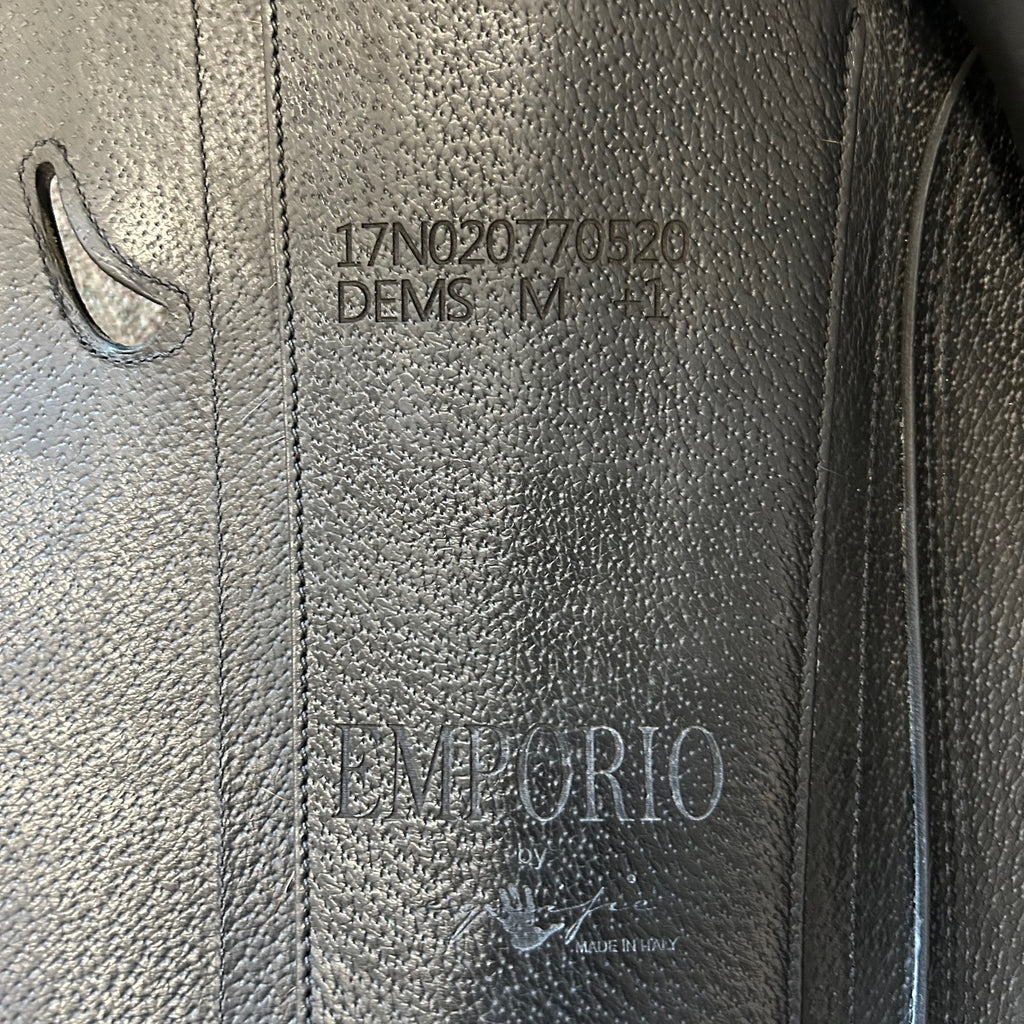 17N020770520
DEMS M +1
EMPORIO
by
MADE IN ITALY